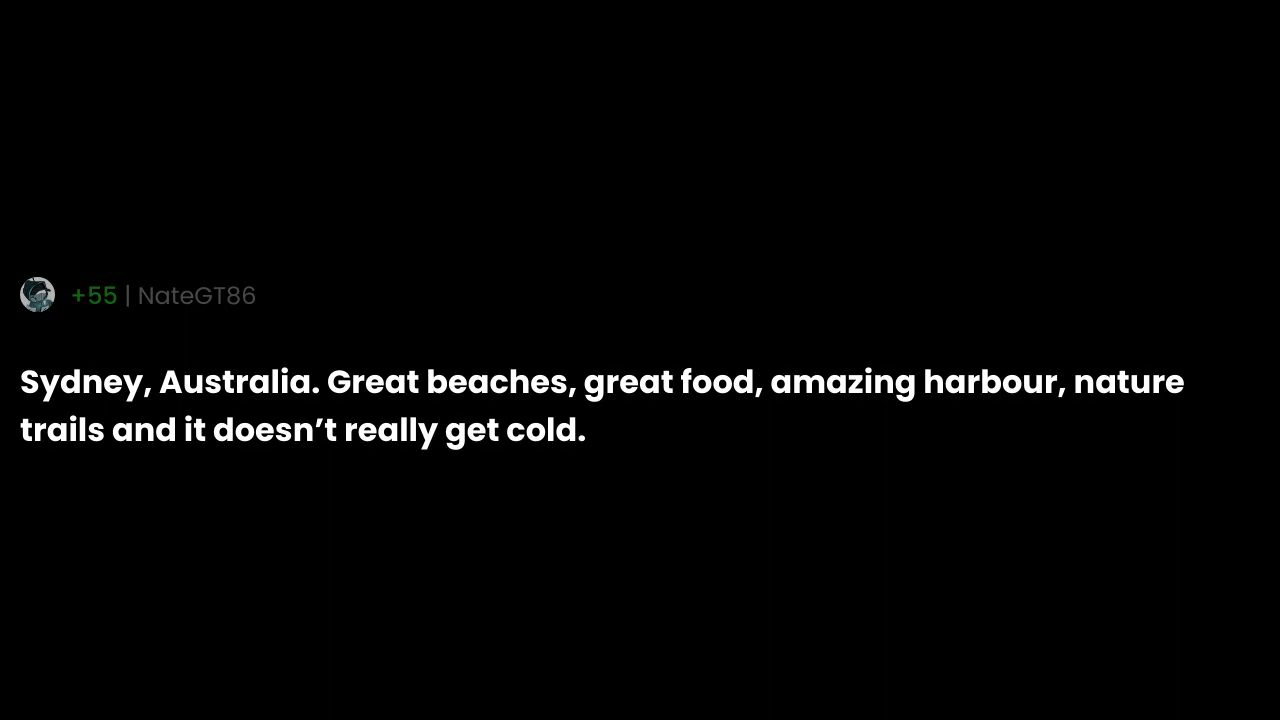 +55 | NateGT86
Sydney, Australia. Great beaches, great food, amazing harbour, nature
trails and it doesn’t really get cold.